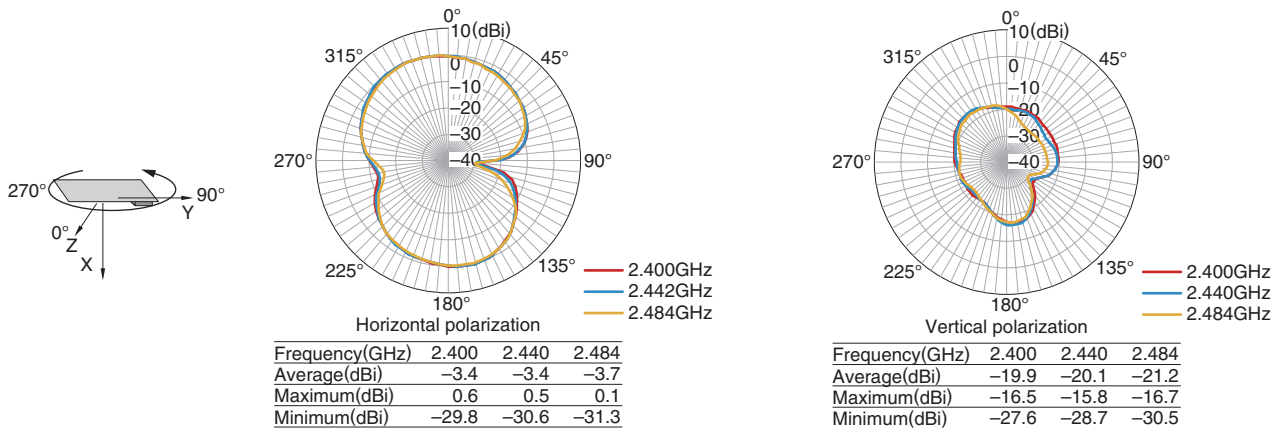 270°
90°
Y
0°
Z
X
0°
10(dBi)
315°
45°
0
−10
−20
−30
270°
−40
90°
225°
135°
180°
2.400GHz
2.442GHz
2.484GHz
Horizontal polarization
Frequency(GHz) 2.400 2.440 2.484
Average(dBi) −3.4 −3.4 −3.7
Maximum(dBi) 0.6 0.5 0.1
Minimum(dBi) −29.8 −30.6 −31.3
0°
10(dBi)
315°
45°
0
−10
−20
−30
270°
−40
90°
225°
135°
180°
2.400GHz
2.440GHz
2.484GHz
Vertical polarization
Frequency(GHz) 2.400 2.440 2.484
Average(dBi) −19.9 −20.1 −21.2
Maximum(dBi) −16.5 −15.8 −16.7
Minimum(dBi) −27.6 −28.7 −30.5